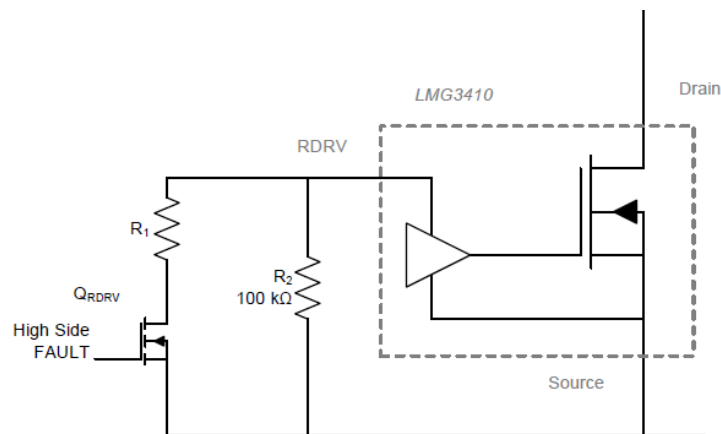 LMG3410
Drain
RDRV
R1
R2
100 kΩ
QRDRV
High Side
FAULT
Source